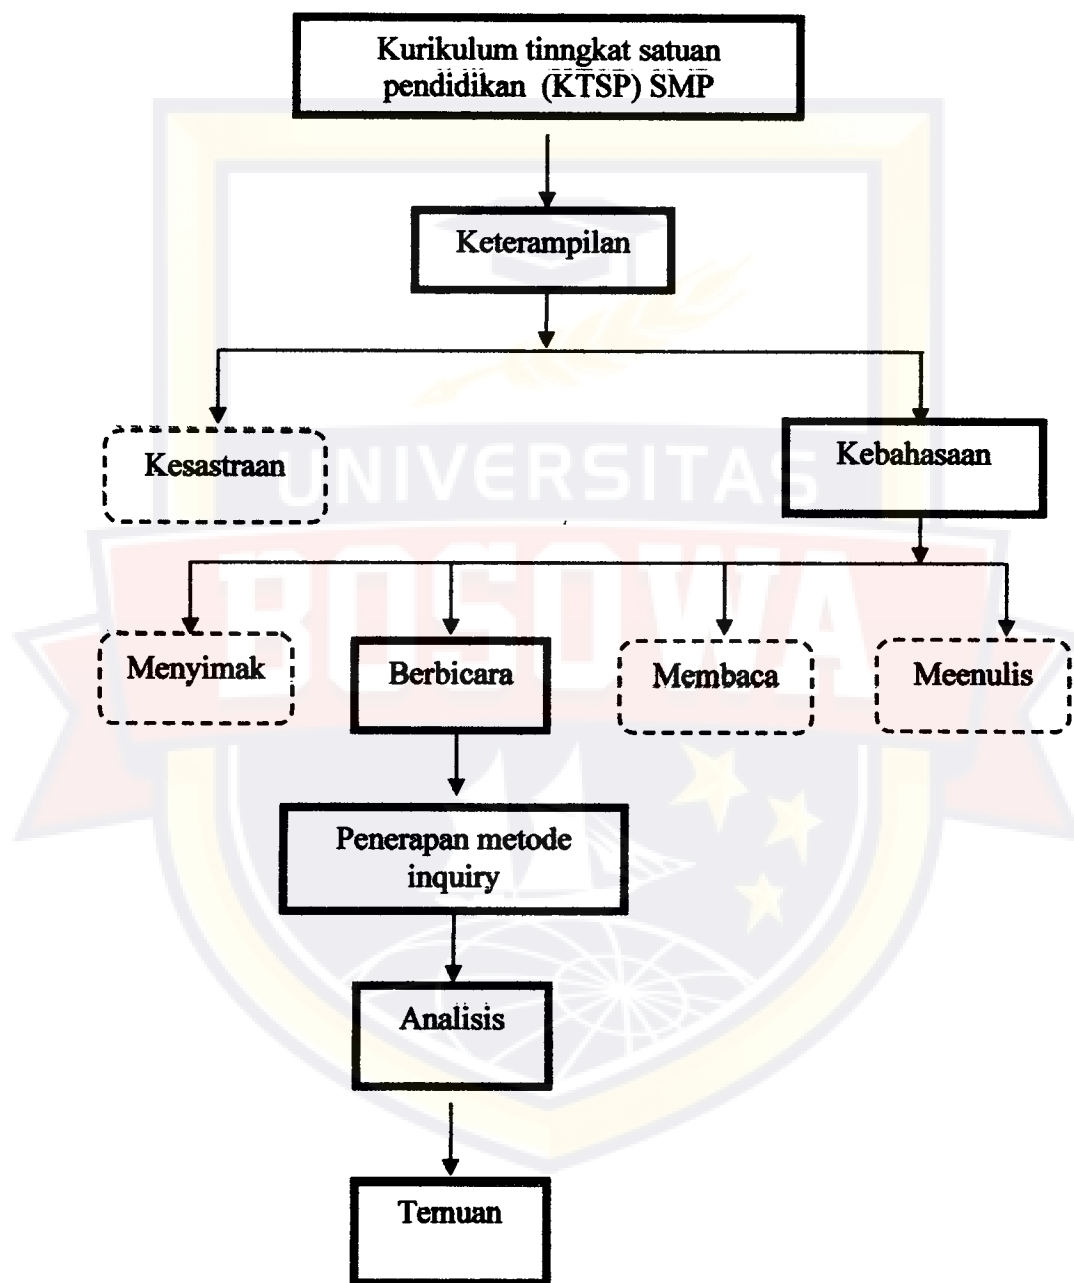 Kurikulum tinngkat satuan
pendidikan (KTSP) SMP
Keterampilan
Kesastraan
Kebahasaan
UNIVERSITAS
BOSOWA
Menyimak
Berbicara
Membaca
Meenulis
Penerapan metode
inquiry
Analisis
Temuan